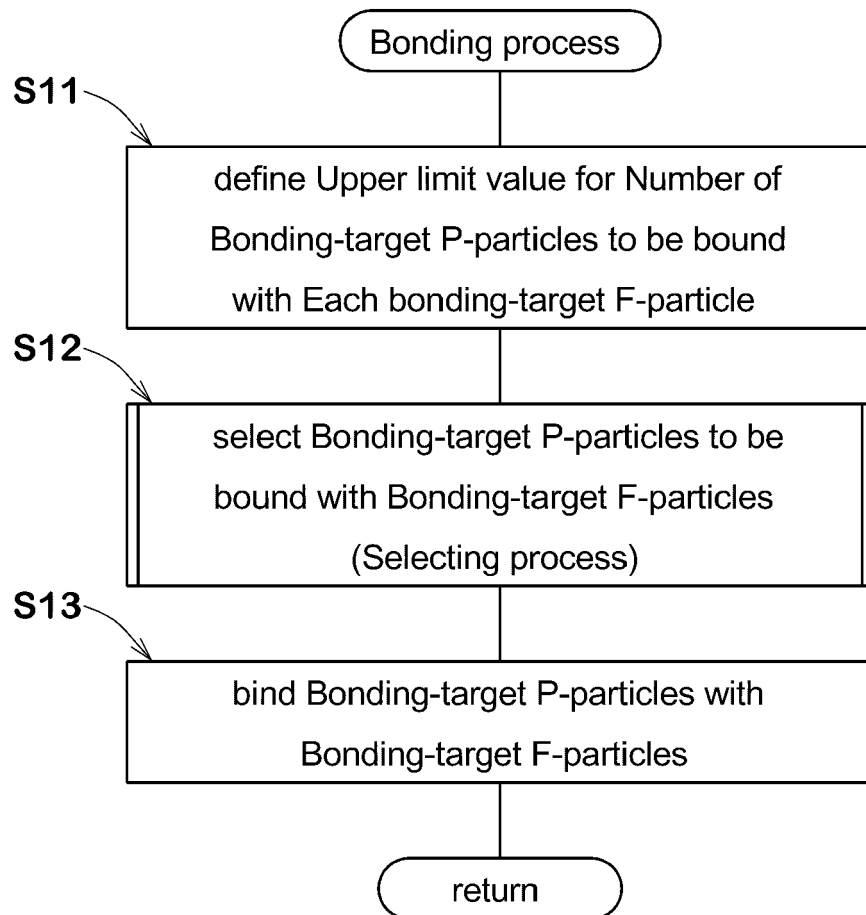 Bonding process
S11
define Upper limit value for Number of
Bonding-target P-particles to be bound
with Each bonding-target F-particle
S12
select Bonding-target P-particles to be
bound with Bonding-target F-particles
(Selecting process)
S13
bind Bonding-target P-particles with
Bonding-target F-particles
return